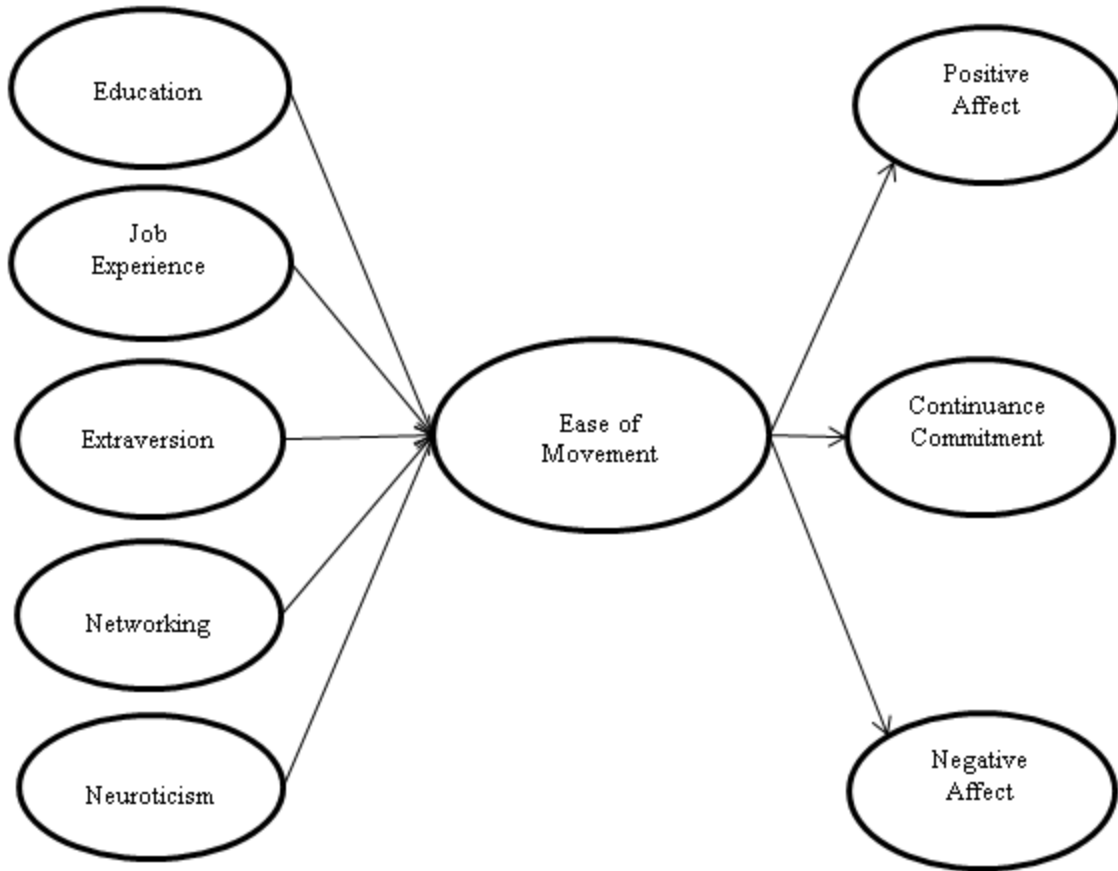 Education
Job
Experience
Extraversion
Networking
Neuroticism
Ease of
Movement
Positive
Affect
Continuance
Commitment
Negative
Affect